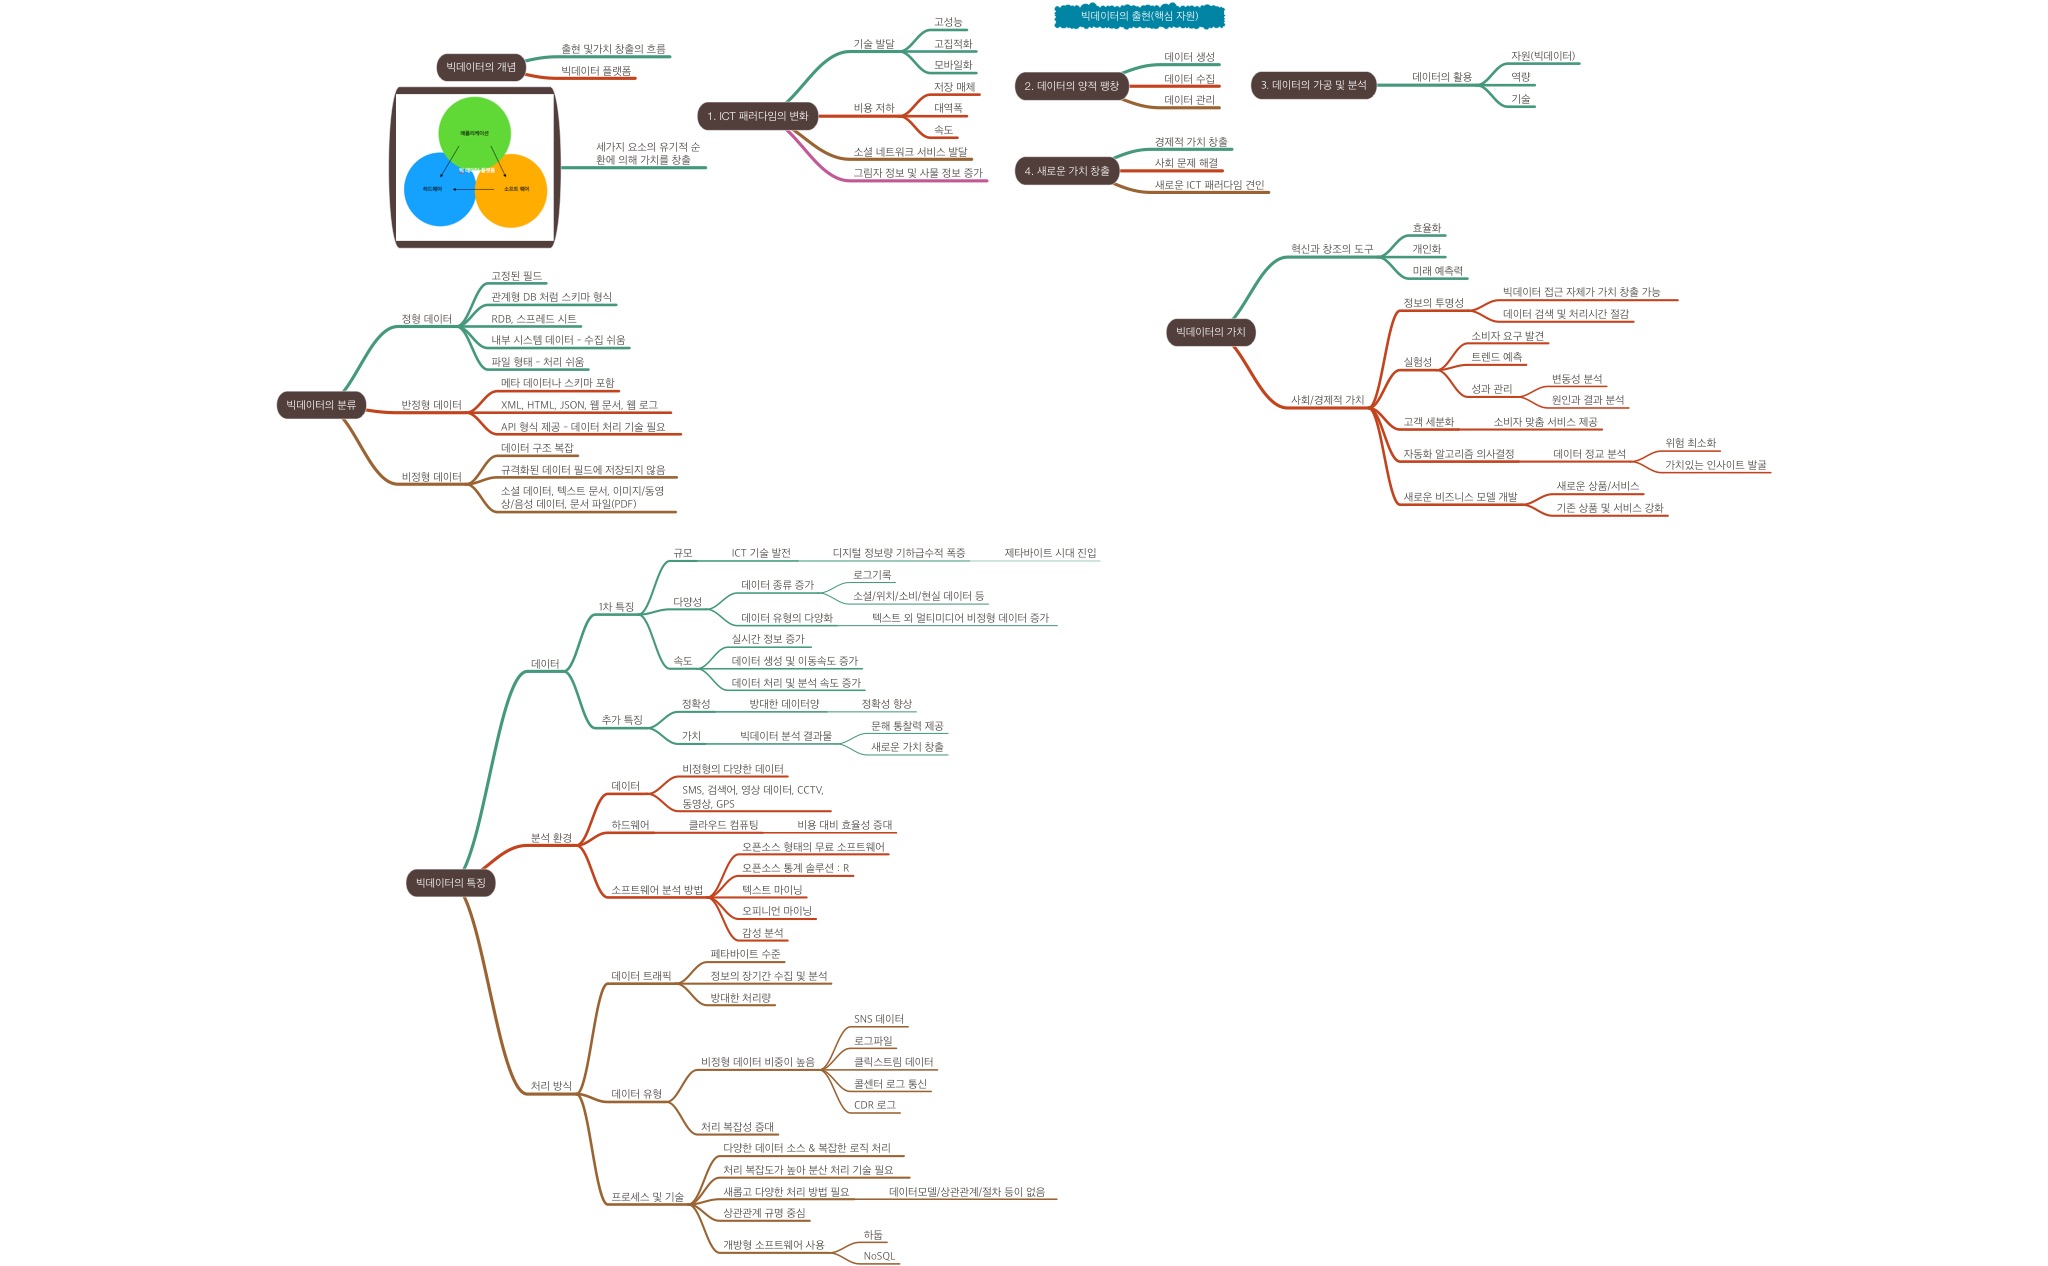 빅데이터의 출현(핵심 자원)
빅데이터의 개념
출현 및가치 창출의 흐름
빅데이터 플랫폼
애플리케이션
빅 데이터 플랫폼
하드웨어
소프트 웨어
세가지 요소의 유기적 순
환에 의해 가치를 창출
1. ICT 패러다임의 변화
기술 발달
고성능
고집적화
모바일화
비용 저하
저장 매체
대역폭
속도
소셜 네트워크 서비스 발달
그림자 정보 및 사물 정보 증가
2. 데이터의 양적 팽창
데이터 생성
데이터 수집
데이터 관리
3. 데이터의 가공 및 분석
데이터의 활용
자원(빅데이터)
역량
기술
4. 새로운 가치 창출
경제적 가치 창출
사회 문제 해결
새로운 ICT 패러다임 견인
빅데이터의 분류
정형 데이터
고정된 필드
관계형 DB 처럼 스키마 형식
RDB, 스프레드 시트
내부 시스템 데이터 - 수집 쉬움
파일 형태 - 처리 쉬움
반정형 데이터
메타 데이터나 스키마 포함
XML, HTML, JSON, 웹 문서, 웹 로그
API 형식 제공 - 데이터 처리 기술 필요
비정형 데이터
데이터 구조 복잡
규격화된 데이터 필드에 저장되지 않음
소셜 데이터, 텍스트 문서, 이미지/동영
상/음성 데이터, 문서 파일(PDF)
빅데이터의 가치
혁신과 창조의 도구
효율화
개인화
미래 예측력
사회/경제적 가치
정보의 투명성
빅데이터 접근 자체가 가치 창출 가능
데이터 검색 및 처리시간 절감
실험성
소비자 요구 발견
트렌드 예측
성과 관리
변동성 분석
원인과 결과 분석
고객 세분화
소비자 맞춤 서비스 제공
자동화 알고리즘 의사결정
데이터 정교 분석
위험 최소화
가치있는 인사이트 발굴
새로운 비즈니스 모델 개발
새로운 상품/서비스
기존 상품 및 서비스 강화
빅데이터의 특징
데이터
1차 특징
규모
ICT 기술 발전
디지털 정보량 기하급수적 폭증
제타바이트 시대 진입
다양성
데이터 종류 증가
로그기록
소셜/위치/소비/현실 데이터 등
데이터 유형의 다양화
텍스트 외 멀티미디어 비정형 데이터 증가
속도
실시간 정보 증가
데이터 생성 및 이동속도 증가
데이터 처리 및 분석 속도 증가
추가 특징
정확성
방대한 데이터양
정확성 향상
가치
빅데이터 분석 결과물
문해 통찰력 제공
새로운 가치 창출
분석 환경
데이터
비정형의 다양한 데이터
SMS, 검색어, 영상 데이터, CCTV,
동영상, GPS
하드웨어
클라우드 컴퓨팅
비용 대비 효율성 증대
소프트웨어 분석 방법
오픈소스 형태의 무료 소프트웨어
오픈소스 통계 솔루션 : R
텍스트 마이닝
오피니언 마이닝
감성 분석
처리 방식
데이터 트래픽
페타바이트 수준
정보의 장기간 수집 및 분석
방대한 처리량
데이터 유형
비정형 데이터 비중이 높음
SNS 데이터
로그파일
클릭스트림 데이터
콜센터 로그 통신
CDR 로그
처리 복잡성 증대
프로세스 및 기술
다양한 데이터 소스 & 복잡한 로직 처리
처리 복잡도가 높아 분산 처리 기술 필요
새롭고 다양한 처리 방법 필요
데이터모델/상관관계/절차 등이 없음
상관관계 규명 중심
개방형 소프트웨어 사용
하둡
NoSQL